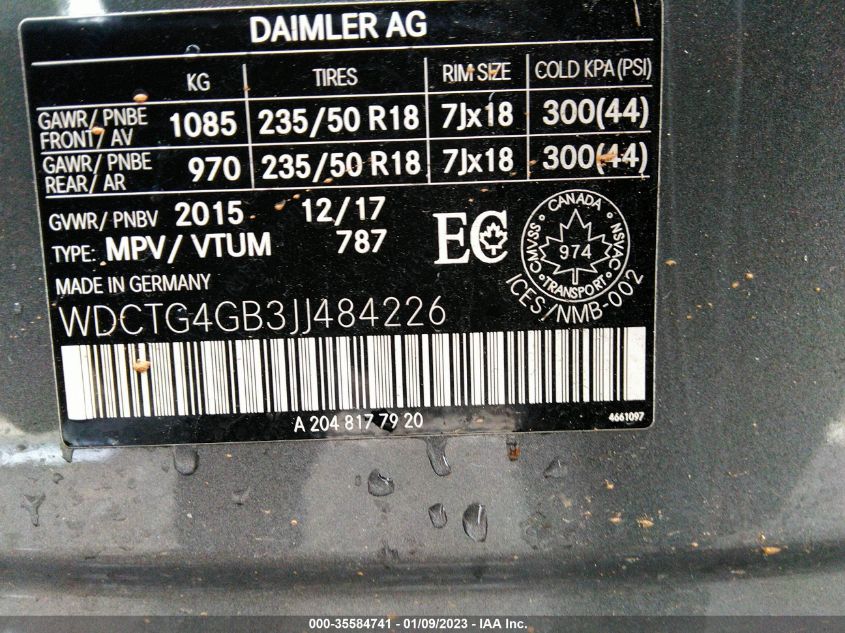 DAIMLER AG
KG TIRES RIM SIZE COLD KPA (PSI)
GAWR/ PNBE FRONT/ AV 1085 235/50 R18 7Jx18 300(44)
GAWR/ PNBE REAR/ AR 970 235/50 R18 7Jx18 300(44)
GVWR/ PNBV 2015 12/17
TYPE: MPV/ VTUM 787
EC
CANADA
CMVSS NSVAC
974
TRANSPORT
ICES/NMB-002
MADE IN GERMANY
WDCTG4GB3JJ484226
A 204 817 79 20
4661097
000-35584741 - 01/09/2023 - IAA Inc.